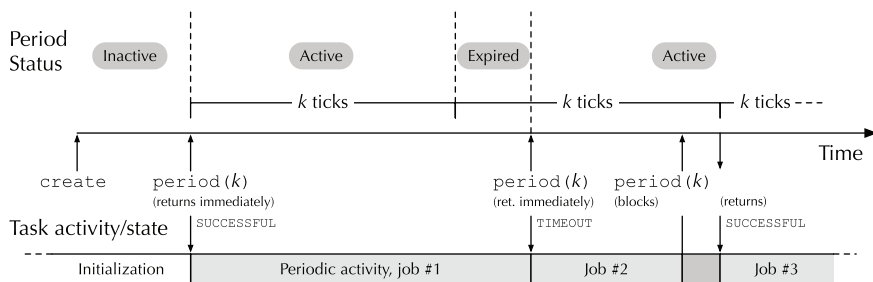 Period
Status
Inactive
Active
Expired
Active
k ticks
k ticks
k ticks
Time
create
period(k)
(returns immediately)
SUCCESSFUL
period(k)
(ret. immediately)
TIMEOUT
period(k)
(blocks)
(returns)
SUCCESSFUL
Task activity/state
Initialization
Periodic activity, job #1
Job #2
Job #3